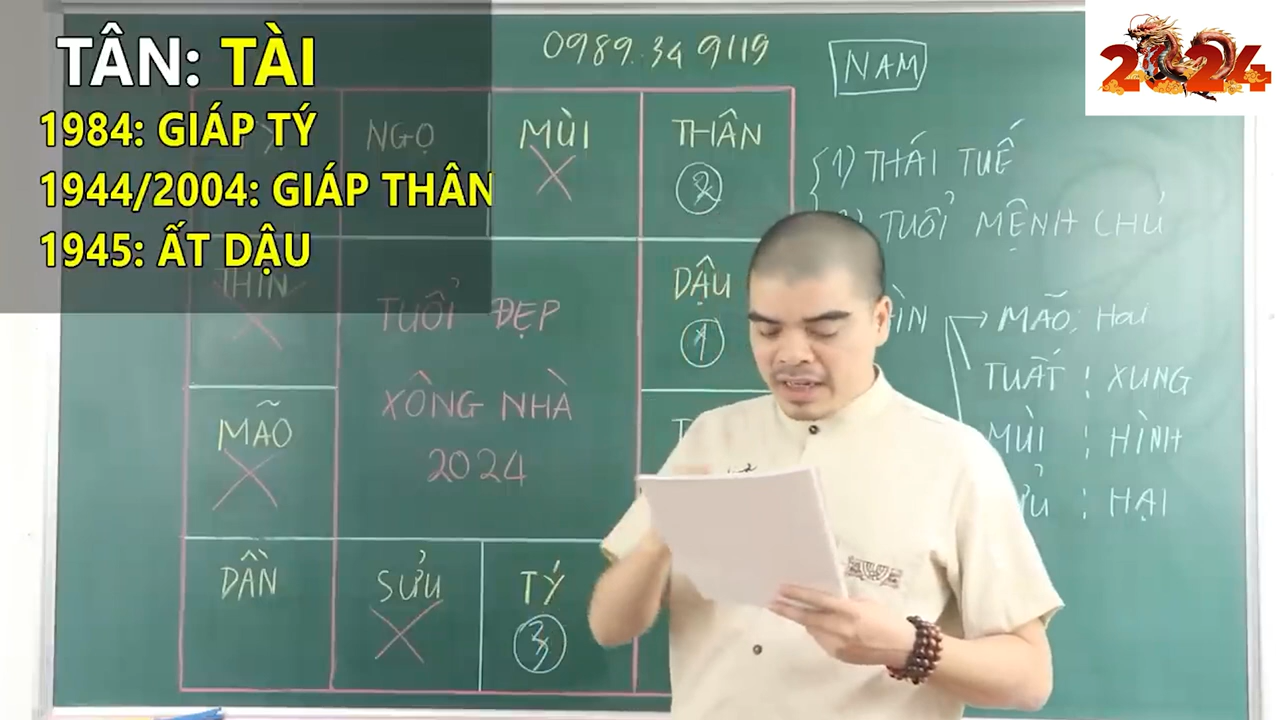 TÂN: TÀI
1984: GIÁP TÝ
1944/2004: GIÁP THÂN
1945: ẤT DẬU
2024
0989.34 9119
NAM
NGỌ
MÙI
THÂN
2
THÌN
DẬU
1
MÃO
DẦN
SỬU
TÝ
3
TUỔI ĐẸP
XÔNG NHÀ
2024
1) THÁI TUẾ
TUỔI MỆNH CHỦ
MÃO: HẠI
TUẤT : XUNG
MÙI : HÌNH
: HẠI